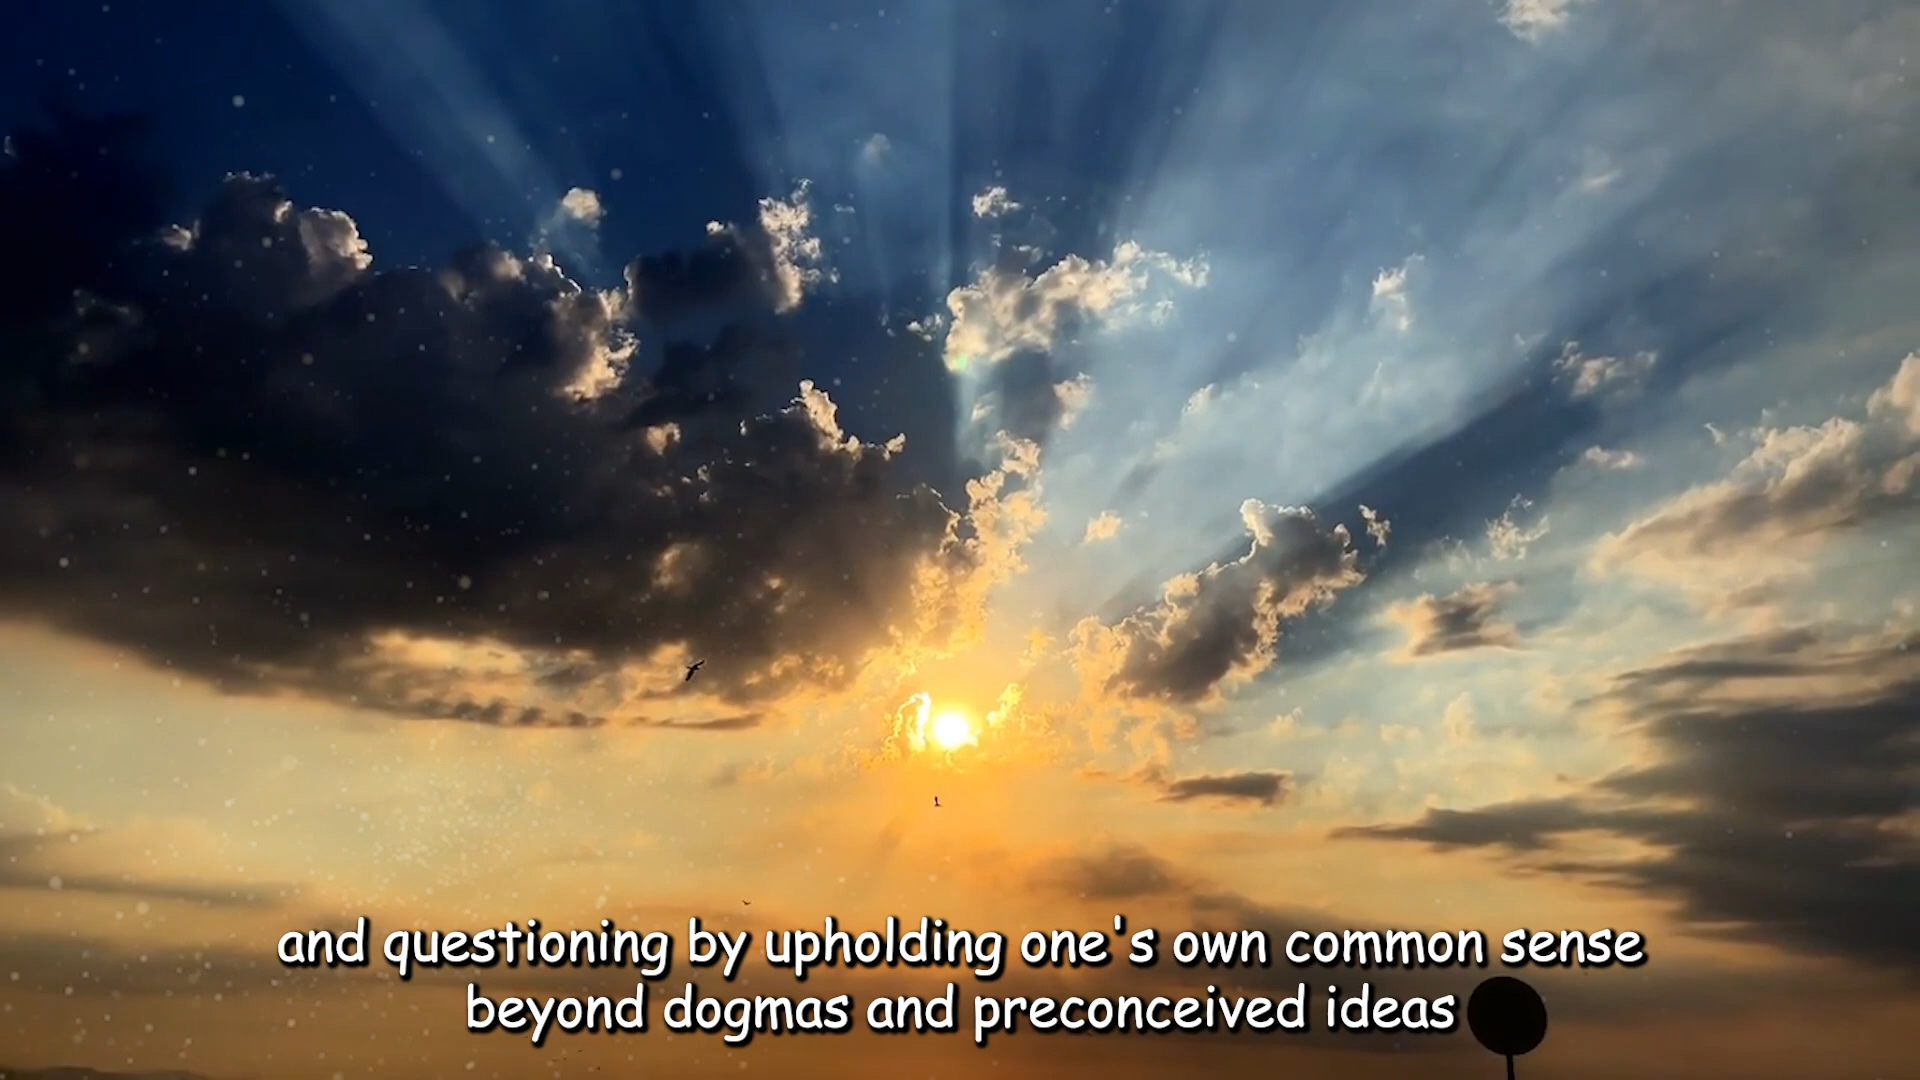 and questioning by upholding one's own common sense
beyond dogmas and preconceived ideas